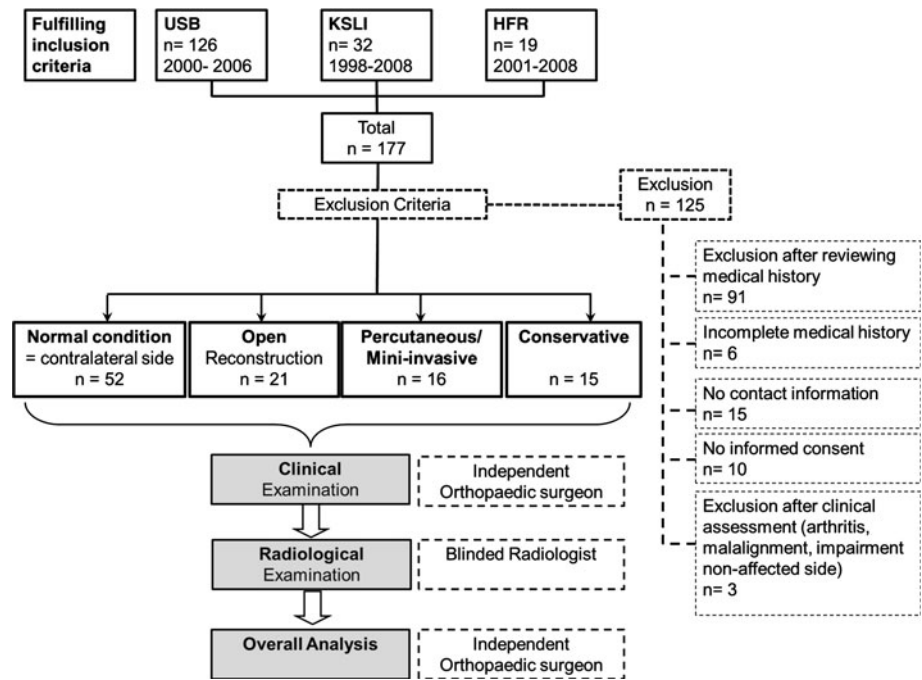 Fulfilling
inclusion
criteria
USB
n= 126
2000- 2006
KSLI
n= 32
1998-2008
HFR
n= 19
2001-2008
Total
n = 177
Exclusion Criteria
Exclusion
n = 125
Exclusion after reviewing
medical history
n= 91
Incomplete medical history
n= 6
No contact information
n= 15
No informed consent
n= 10
Exclusion after clinical
assessment (arthritis,
malalignment, impairment
non-affected side)
n= 3
Normal condition
= contralateral side
n = 52
Open
Reconstruction
n = 21
Percutaneous/
Mini-invasive
n = 16
Conservative
n = 15
Clinical
Examination
Independent
Orthopaedic surgeon
Radiological
Examination
Blinded Radiologist
Overall Analysis
Independent
Orthopaedic surgeon